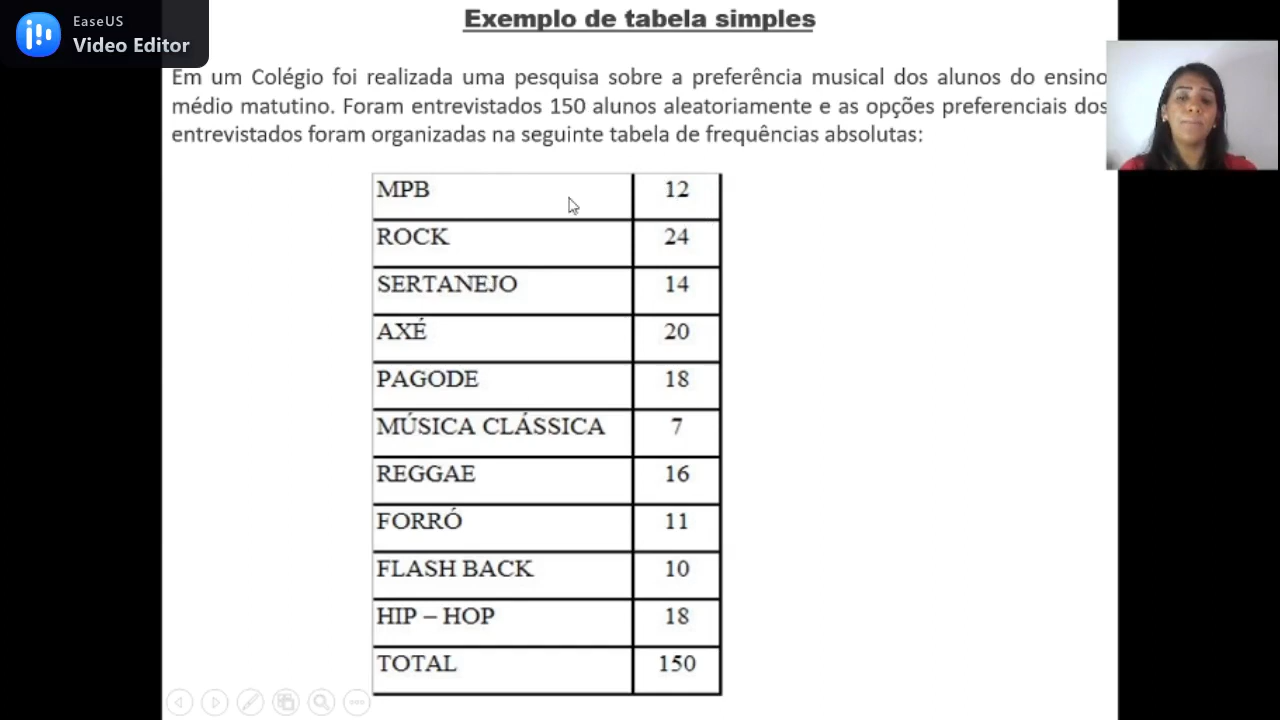 EaseUS
Video Editor
Exemplo de tabela simples
Em um Colégio foi realizada uma pesquisa sobre a preferência musical dos alunos do ensino
médio matutino. Foram entrevistados 150 alunos aleatoriamente e as opções preferenciais dos
entrevistados foram organizadas na seguinte tabela de frequências absolutas:
MPB 12
ROCK 24
SERTANEJO 14
AXÉ 20
PAGODE 18
MÚSICA CLÁSSICA 7
REGGAE 16
FORRÓ 11
FLASH BACK 10
HIP – HOP 18
TOTAL 150